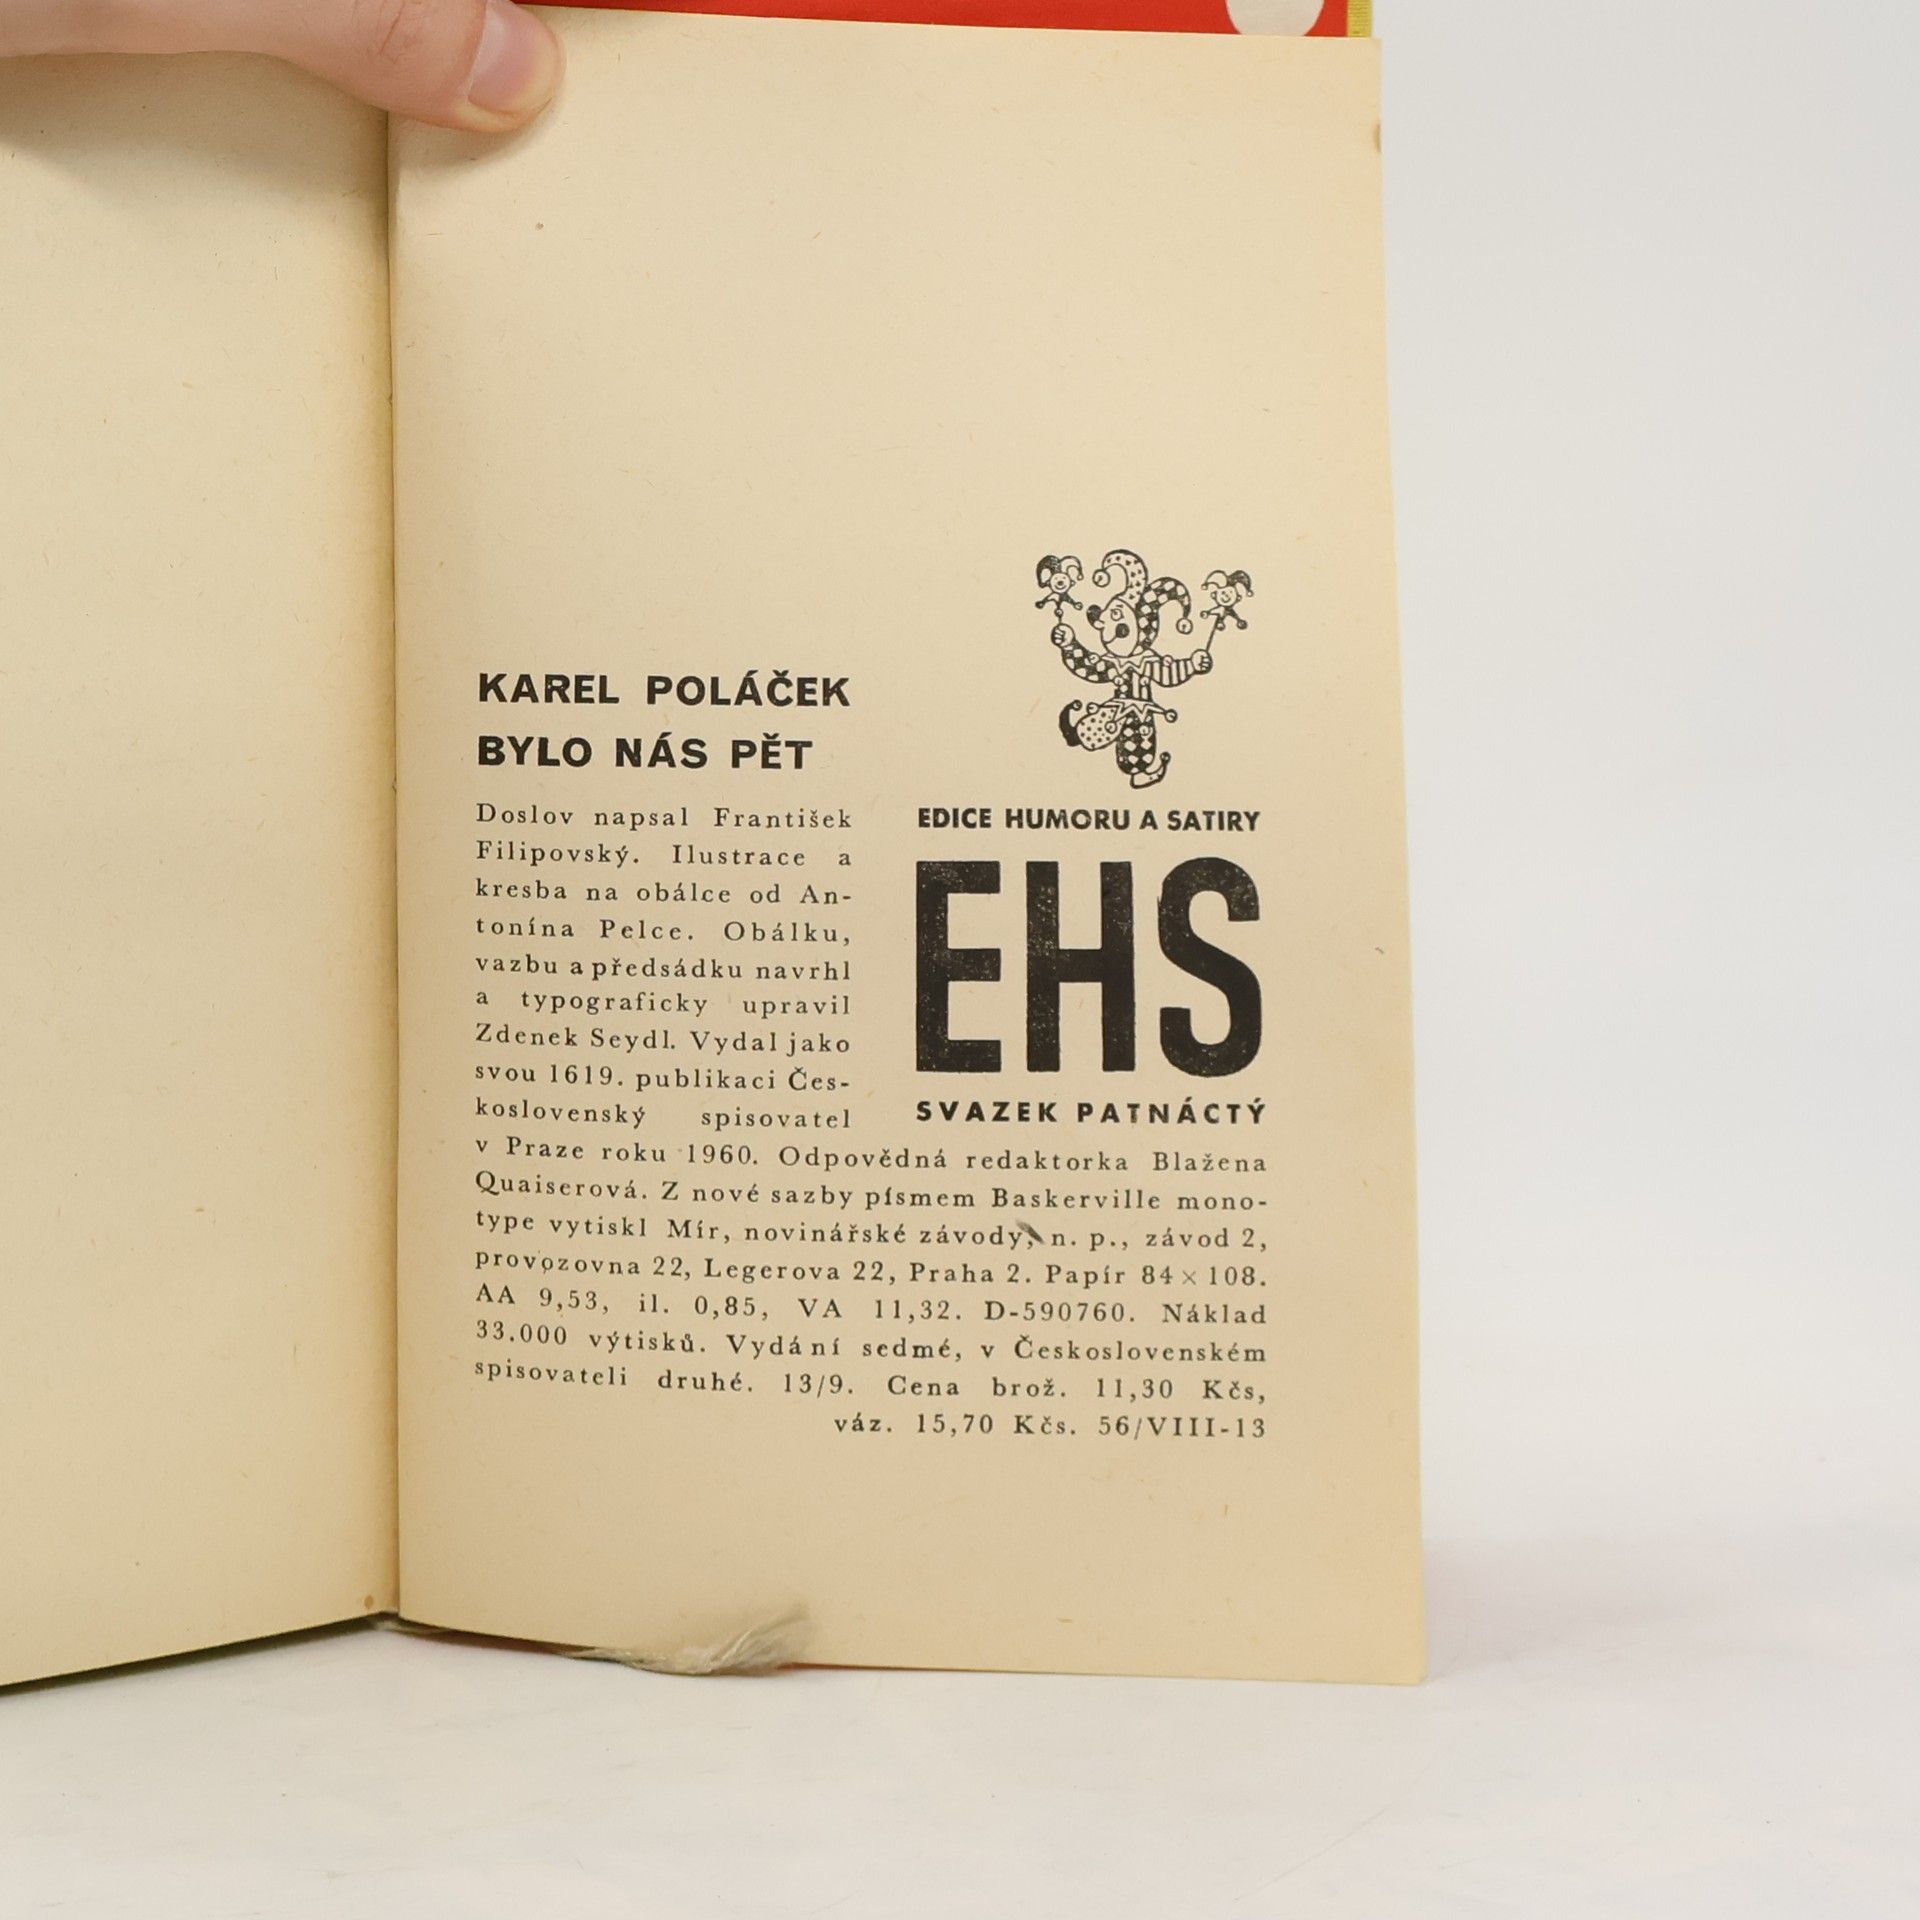 KAREL POLÁČEK
BYLO NÁS PĚT
Doslov napsal František
Filipovský. Ilustrace a
kresba na obálce od An-
tonína Pelce. Obálku,
vazbu a předsádku navrhl
a typograficky upravil
Zdenek Seydl. Vydal jako
svou 1619. publikaci Čes-
koslovenský spisovatel
EDICE HUMORU A SATIRY
EHS
SVAZEK PATNÁCTÝ
v Praze roku 1960. Odpovědná redaktorka Blažena
Quaiserová. Z nové sazby písmem Baskerville mono-
type vytiskl Mír, novinářské závody, n. p., závod 2,
provozovna 22, Legerova 22, Praha 2. Papír 84 × 108.
AA 9,53, il. 0,85, VA 11,32. D-590760. Náklad
33.000 výtisků. Vydání sedmé, v Československém
spisovateli druhé. 13/9. Cena brož. 11,30 Kčs,
váz. 15,70 Kčs. 56/VIII-13